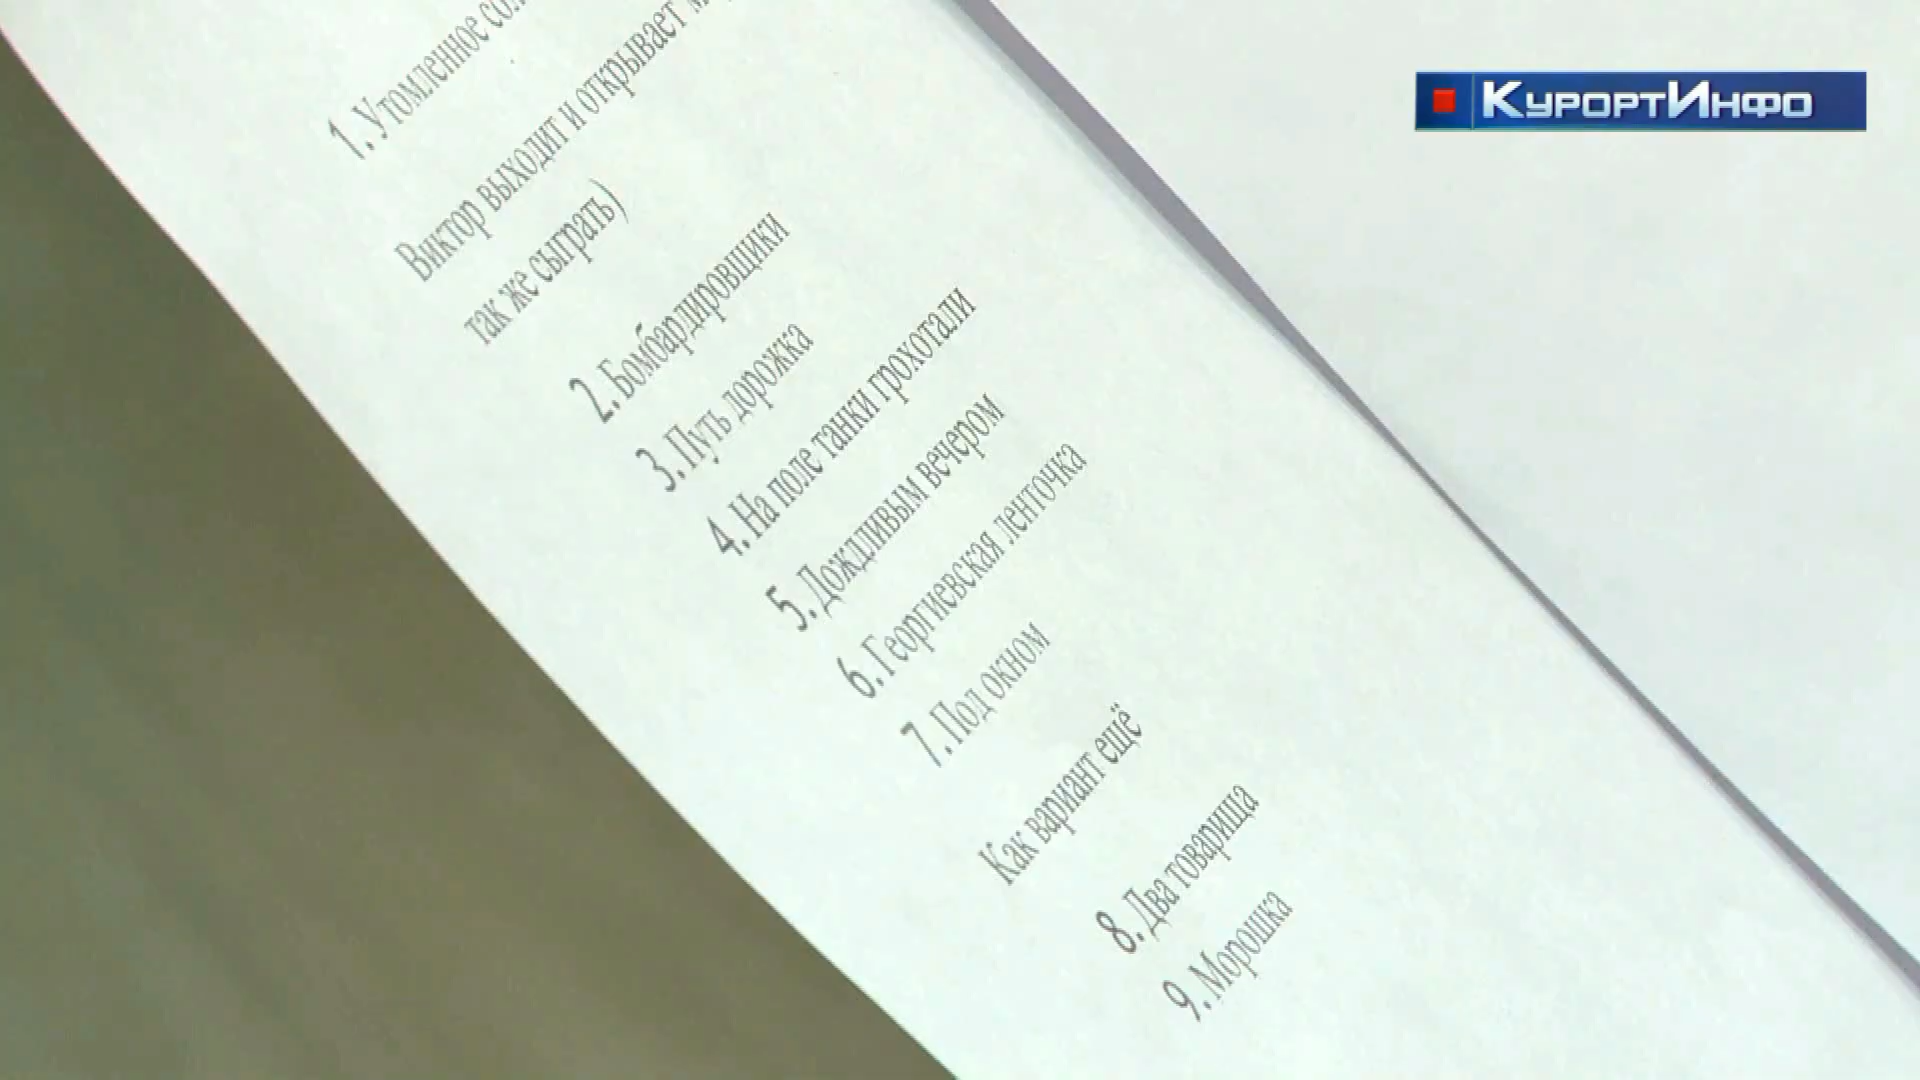 КурортИнфо
1. Утомленное
Виктор выходит и открывает
так же сыграть)
2. Бомбардировщики
3. Путь дорожка
4. На поле танки грохотали
5. Дождливым вечером
6. Георгиевская ленточка
7. Под окном
Как вариант ещё
8. Два товарища
9. Морошка